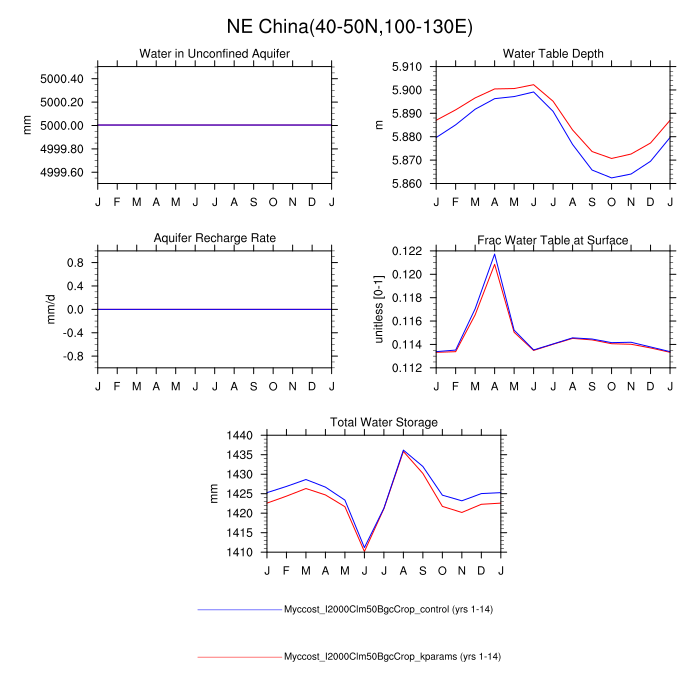 NE China(40-50N,100-130E)
Water in Unconfined Aquifer
5000.40
5000.20
5000.00
4999.80
4999.60
mm
J F M A M J J A S O N D J
Water Table Depth
5.910
5.900
5.890
5.880
5.870
5.860
m
J F M A M J J A S O N D J
Aquifer Recharge Rate
0.8
0.4
0.0
-0.4
-0.8
mm/d
J F M A M J J A S O N D J
Frac Water Table at Surface
0.122
0.120
0.118
0.116
0.114
0.112
unitless [0-1]
J F M A M J J A S O N D J
Total Water Storage
1440
1435
1430
1425
1420
1415
1410
mm
J F M A M J J A S O N D J
Myccost_I2000Clm50BgcCrop_control (yrs 1-14)
Myccost_I2000Clm50BgcCrop_kparams (yrs 1-14)